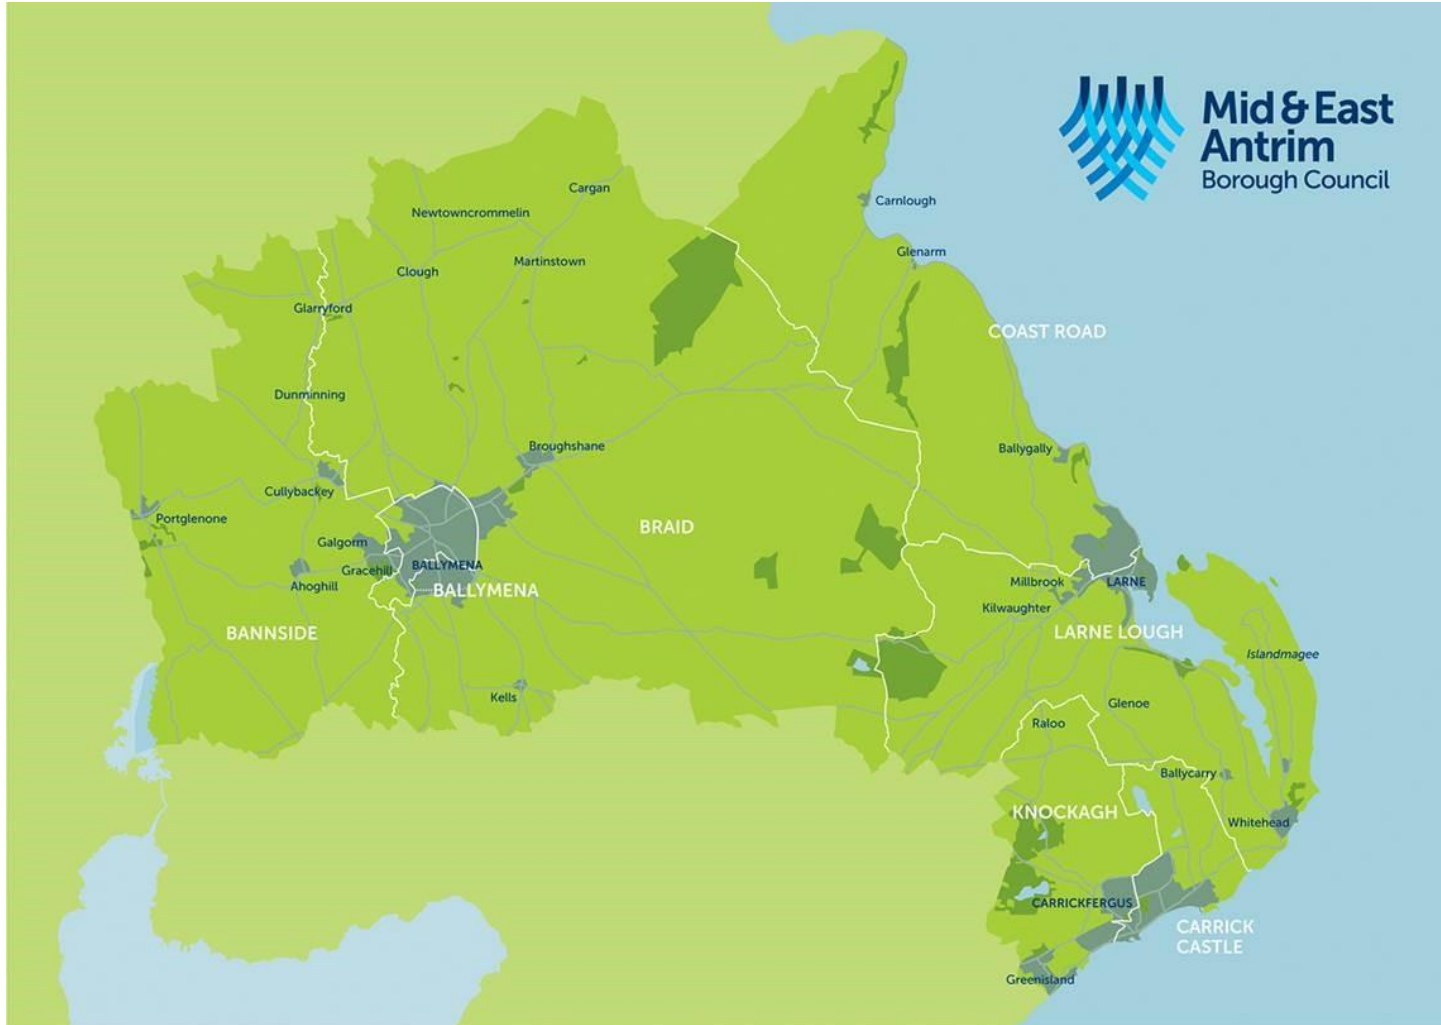 Mid & East
Antrim
Borough Council
Cargan
Carnlough
Newtowncrommelin
Glenarm
Martinstown
Clough
Glarryford
COAST ROAD
Dunminning
Broughshane
Ballygally
Cullybackey
Portglenone
BRAID
Galgorm
BALLYMENA
Gracehill
Ahoghill
BALLYMENA
Millbrook
LARNE
Kilwaughter
BANNSIDE
LARNE LOUGH
Islandmagee
Kells
Glenoe
Raloo
Ballycarry
KNOCKAGH
Whitehead
CARRICKFERGUS
CARRICK
CASTLE
Greenisland